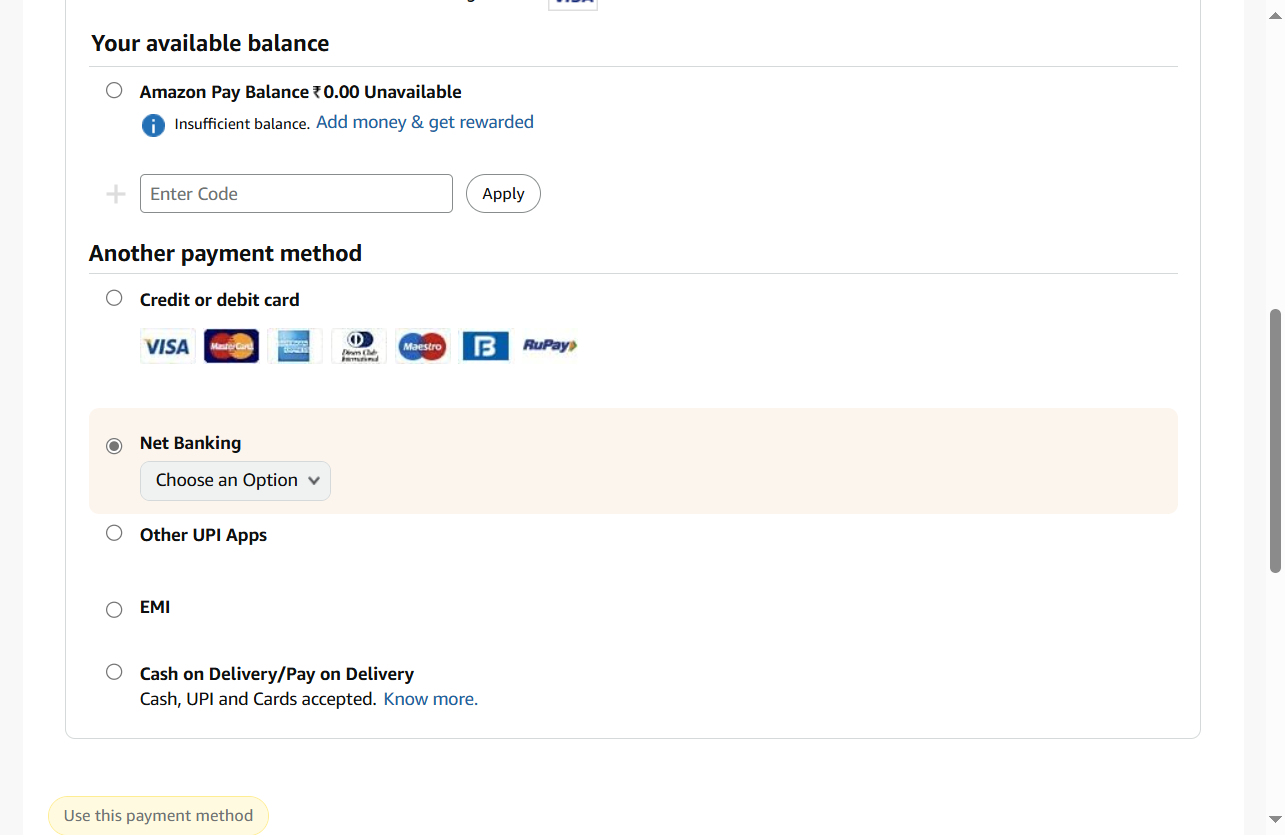 Your available balance
Amazon Pay Balance ₹0.00 Unavailable
Insufficient balance. Add money & get rewarded
Enter Code
Apply
Another payment method
Credit or debit card
VISA
MasterCard
Diners Club
International
Maestro
RuPay
Net Banking
Choose an Option
Other UPI Apps
EMI
Cash on Delivery/Pay on Delivery
Cash, UPI and Cards accepted. Know more.
Use this payment method